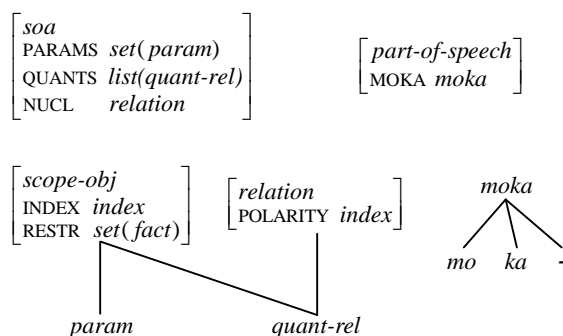 soa
PARAMS set(param)
QUANTS list(quant-rel)
NUCL relation
part-of-speech
MOKA moka
scope-obj
INDEX index
RESTR set(fact)
relation
POLARITY index
moka
mo ka -
param quant-rel